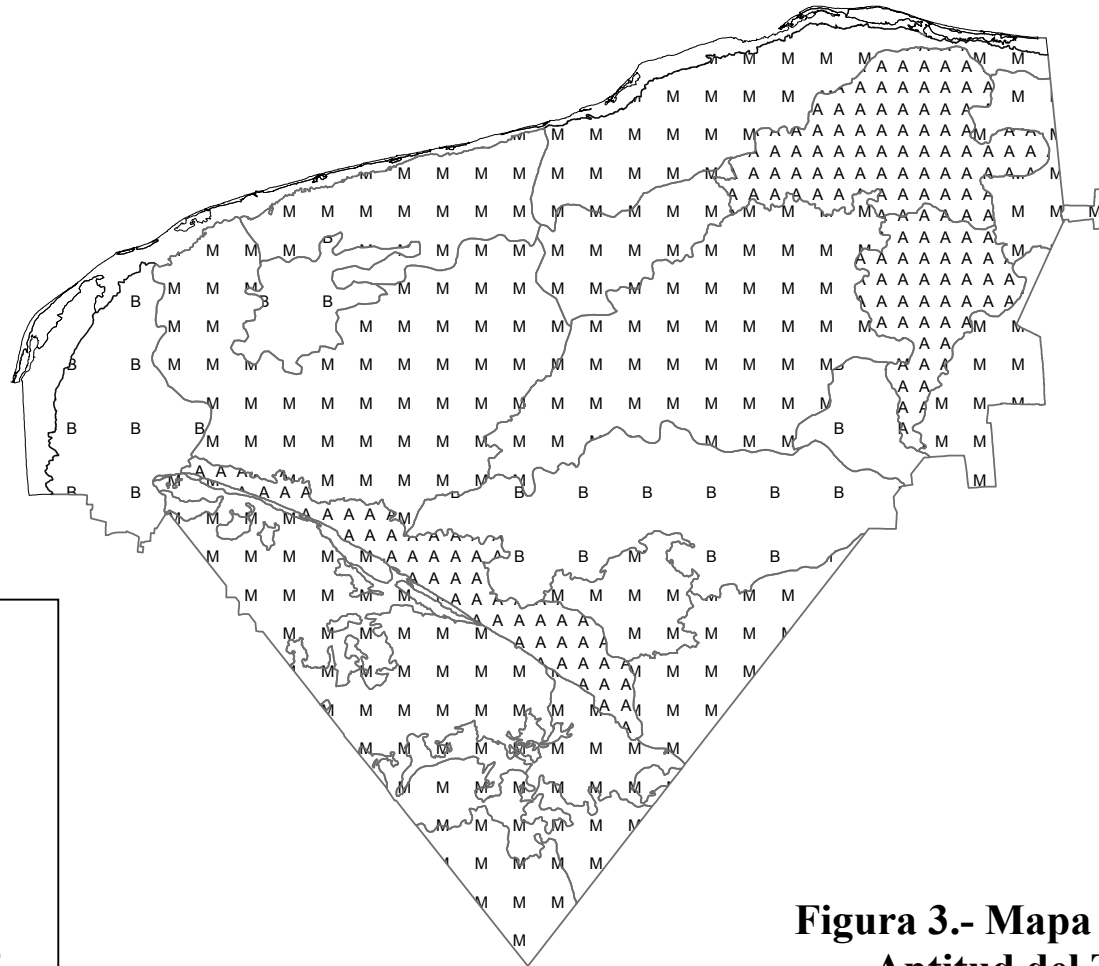 M M M M M M M
A A A A A
A A A A A A A A A
M M M M M
A A A A A A A A
M M M M M M M M
A A A A A A A A A A A A A
A A A A A A A A A A A A A A
M M M M M M M M M M
A A A A A A A A A A A A A
A A A A A A A A A A A A A
M M M M M M M M M M M M M M M M M M M
A A A A A A
A A A A A
M M M M M M M M M M M M M M M M
A A A A A A A
A A A A A A A
B B B M M M M M M M M M M M M M M M M
A A A A A A A A
M M M M M M M M M M M M M M M M M
A A A A A
A A
B B M M M M M M M M M M M M M M M M M M M
A A A
A A
M M M M M M M M M M M M M M M M M M M
A A
B B B M M M M M M M M M M M M M B A M M
A A A
M M M M M M M M M M
B B B B B B B B
A A A A
M M M M M
A A A A
A A A
M M M M M B B M B B
A A A A A A
A A A A
M M M M M M M M M
A A A
A A A A A
M M M M M M M M M M
A A A A A
M M M M M M M M M M
A A A
M M M M M M M M M M M
A A
A
M M M M M M M M M
M M M M M M M
M M M M M M
M M M M
M M M
M
Figura 3.- Mapa
Aptitud del